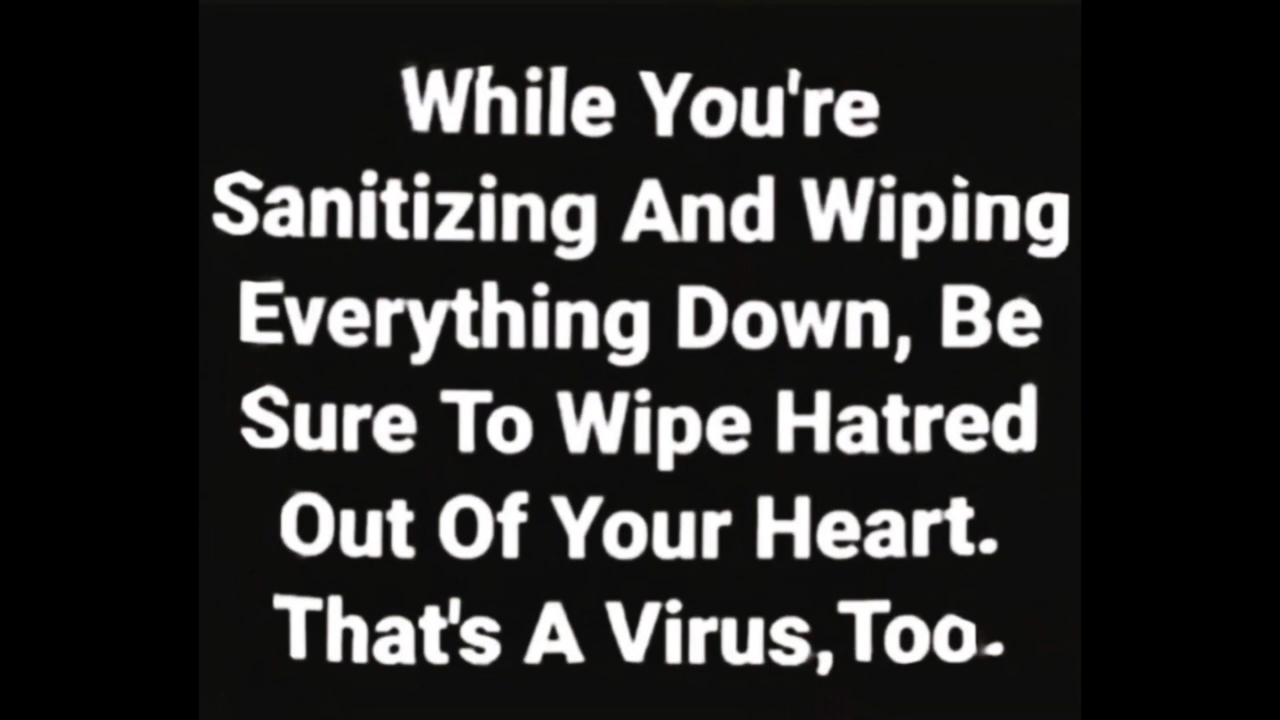 While You're
Sanitizing And Wiping
Everything Down, Be
Sure To Wipe Hatred
Out Of Your Heart.
That's A Virus,Too.